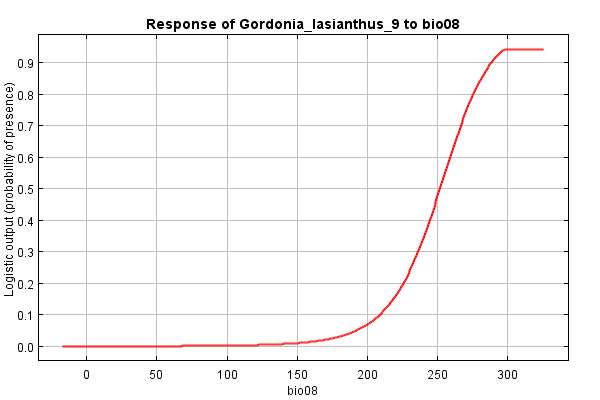 Response of Gordonia_lasianthus_9 to bio08
Logistic output (probability of presence)
0.9
0.8
0.7
0.6
0.5
0.4
0.3
0.2
0.1
0.0
0 50 100 150 200 250 300
bio08